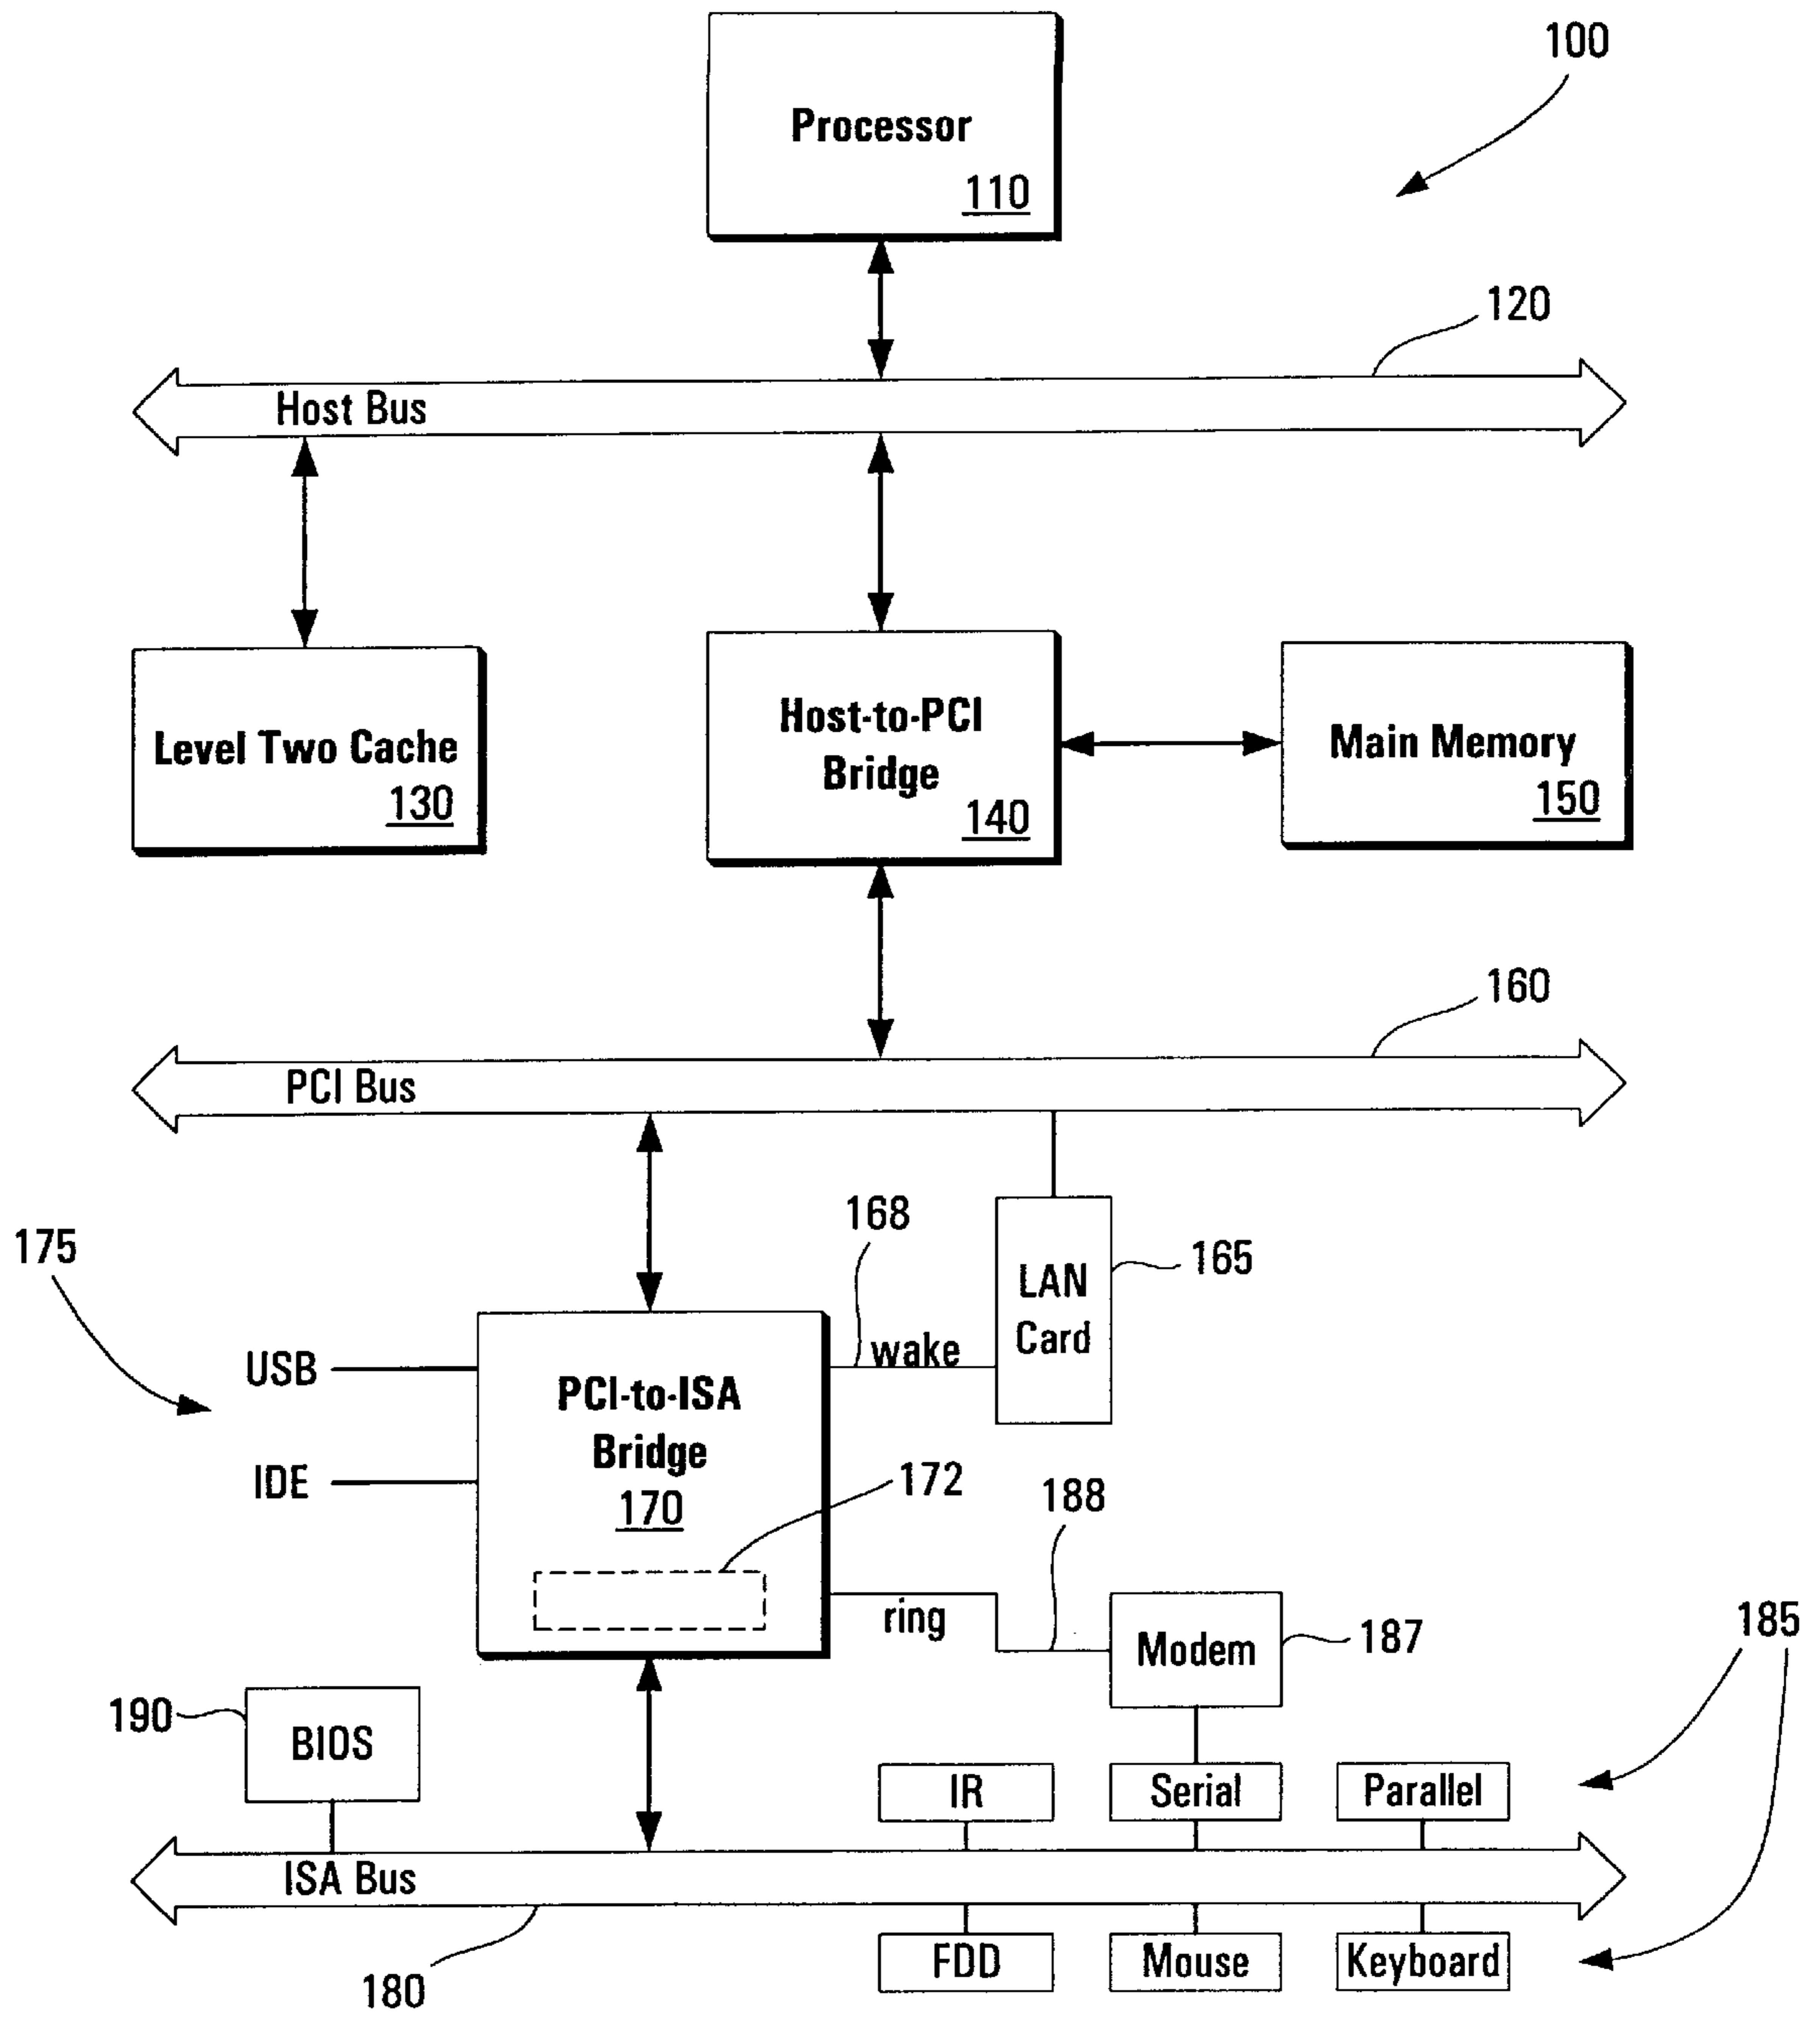 100
Processor
110
120
Host Bus
Level Two Cache
130
Host-to-PCI
Bridge
140
Main Memory
150
160
PCI Bus
175
168
165
LAN
Card
wake
USB
IDE
PCI-to-ISA
Bridge
170
172
188
ring
Modem
187
185
190
BIOS
IR
Serial
Parallel
ISA Bus
180
FDD
Mouse
Keyboard